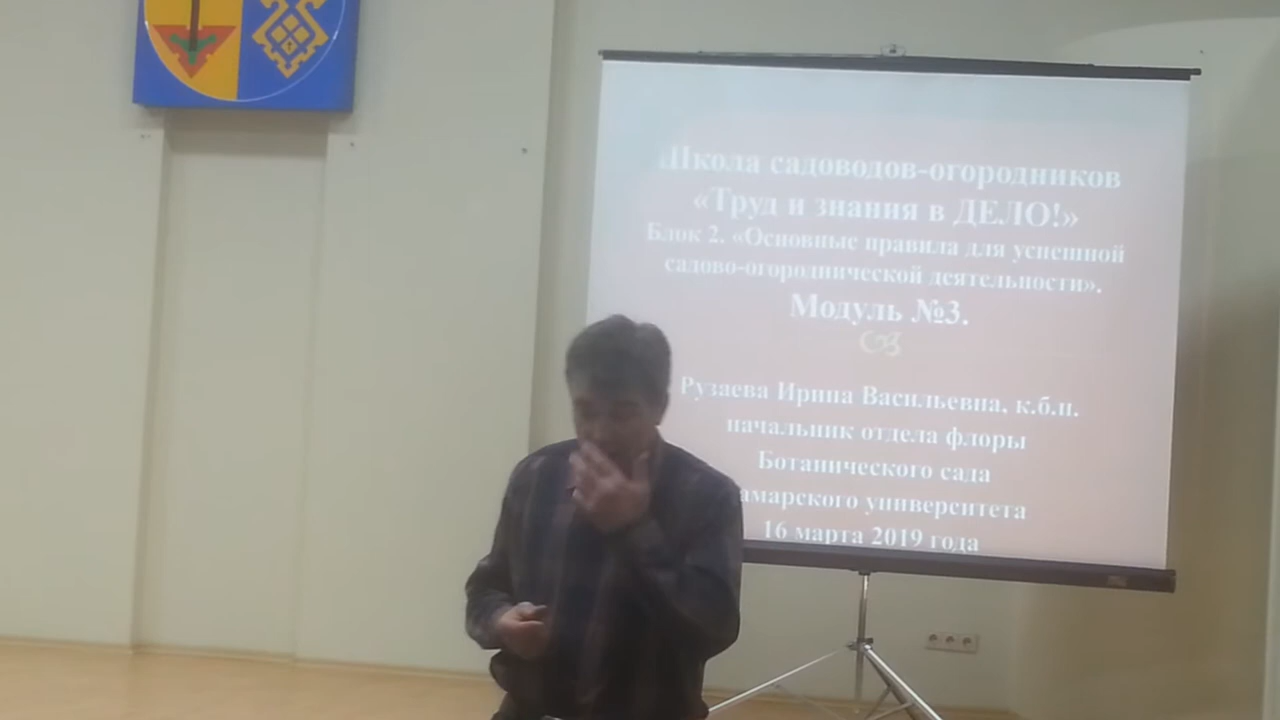 Школа садоводов-огородников
«Труд и знания в ДЕЛО!»
Блок 2. «Основные правила для успешной
садово-огороднической деятельности».
Модуль №3.
Рузаева Ирина Васильевна, к.б.н.
начальник отдела флоры
Ботанического сада
амарского университета
16 марта 2019 года